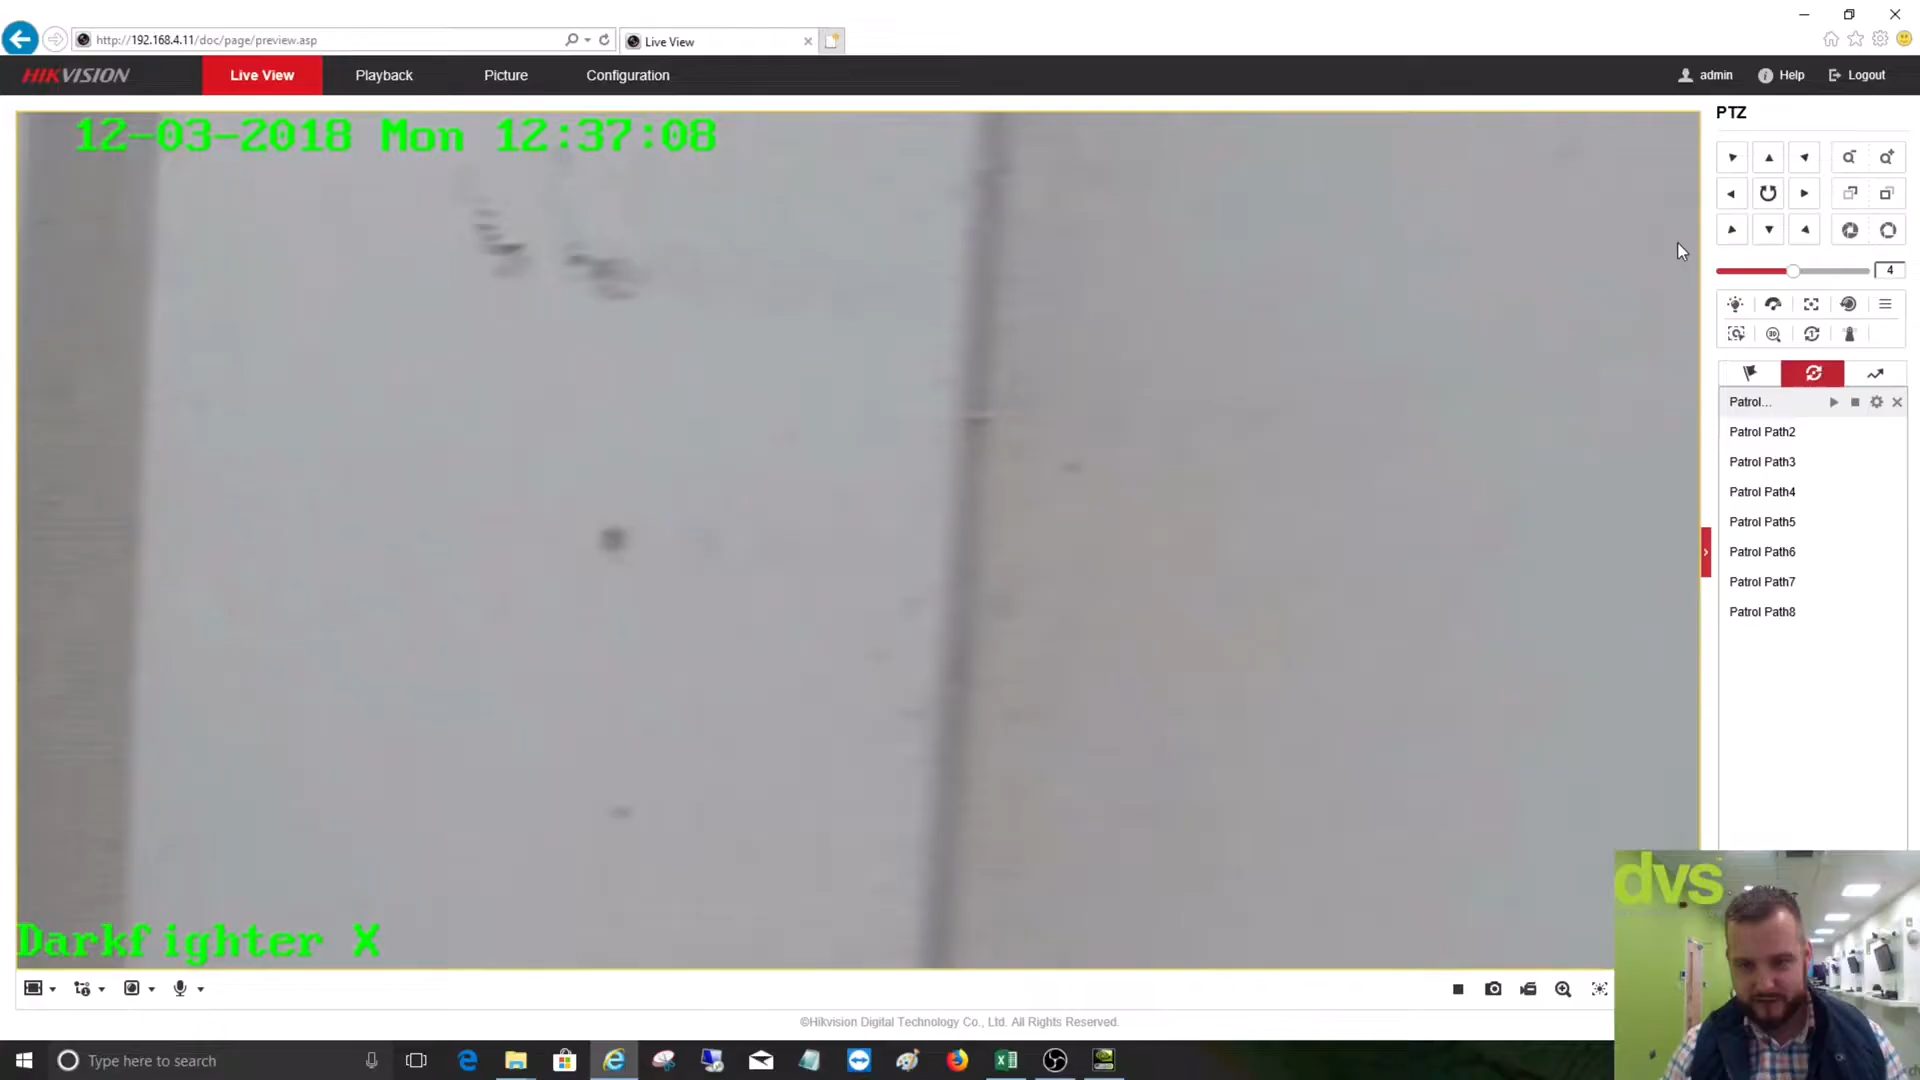 http://192.168.4.11/doc/page/preview.asp
Live View
HIKVISION
Live View
Playback
Picture
Configuration
admin
Help
Logout
12-03-2018 Mon 12:37:08
PTZ
4
Patrol...
Patrol Path2
Patrol Path3
Patrol Path4
Patrol Path5
Patrol Path6
Patrol Path7
Patrol Path8
dvs
Darkfighter X
©Hikvision Digital Technology Co., Ltd. All Rights Reserved.
Type here to search